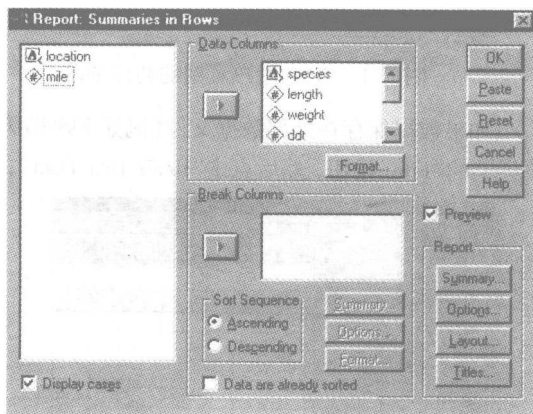 Report: Summaries in Rows
location
mile
Data Columns
species
length
weight
ddt
Format...
Break Columns
Sort Sequence
Ascending
Descending
Summary...
Options...
Format...
Data are already sorted
Display cases
OK
Paste
Reset
Cancel
Help
Preview
Report
Summary...
Options...
Layout...
Titles...